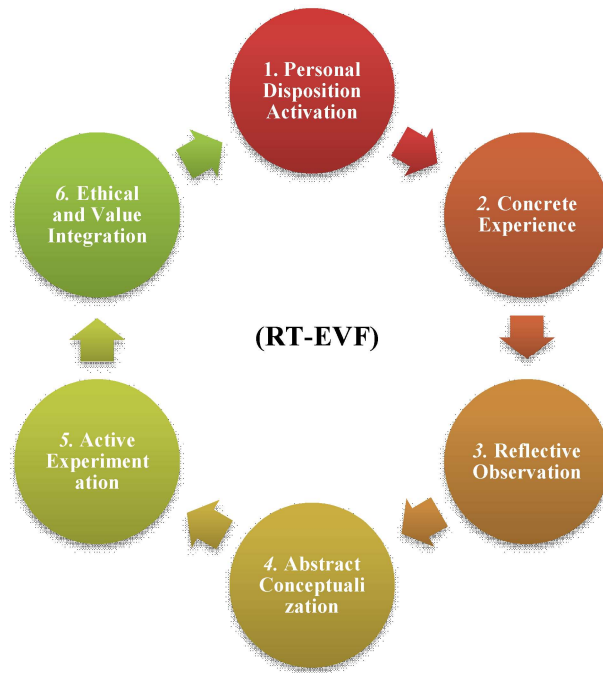 1. Personal
Disposition
Activation
2. Concrete
Experience
3. Reflective
Observation
4. Abstract
Conceptuali
zation
5. Active
Experiment
ation
6. Ethical
and Value
Integration
(RT-EVF)